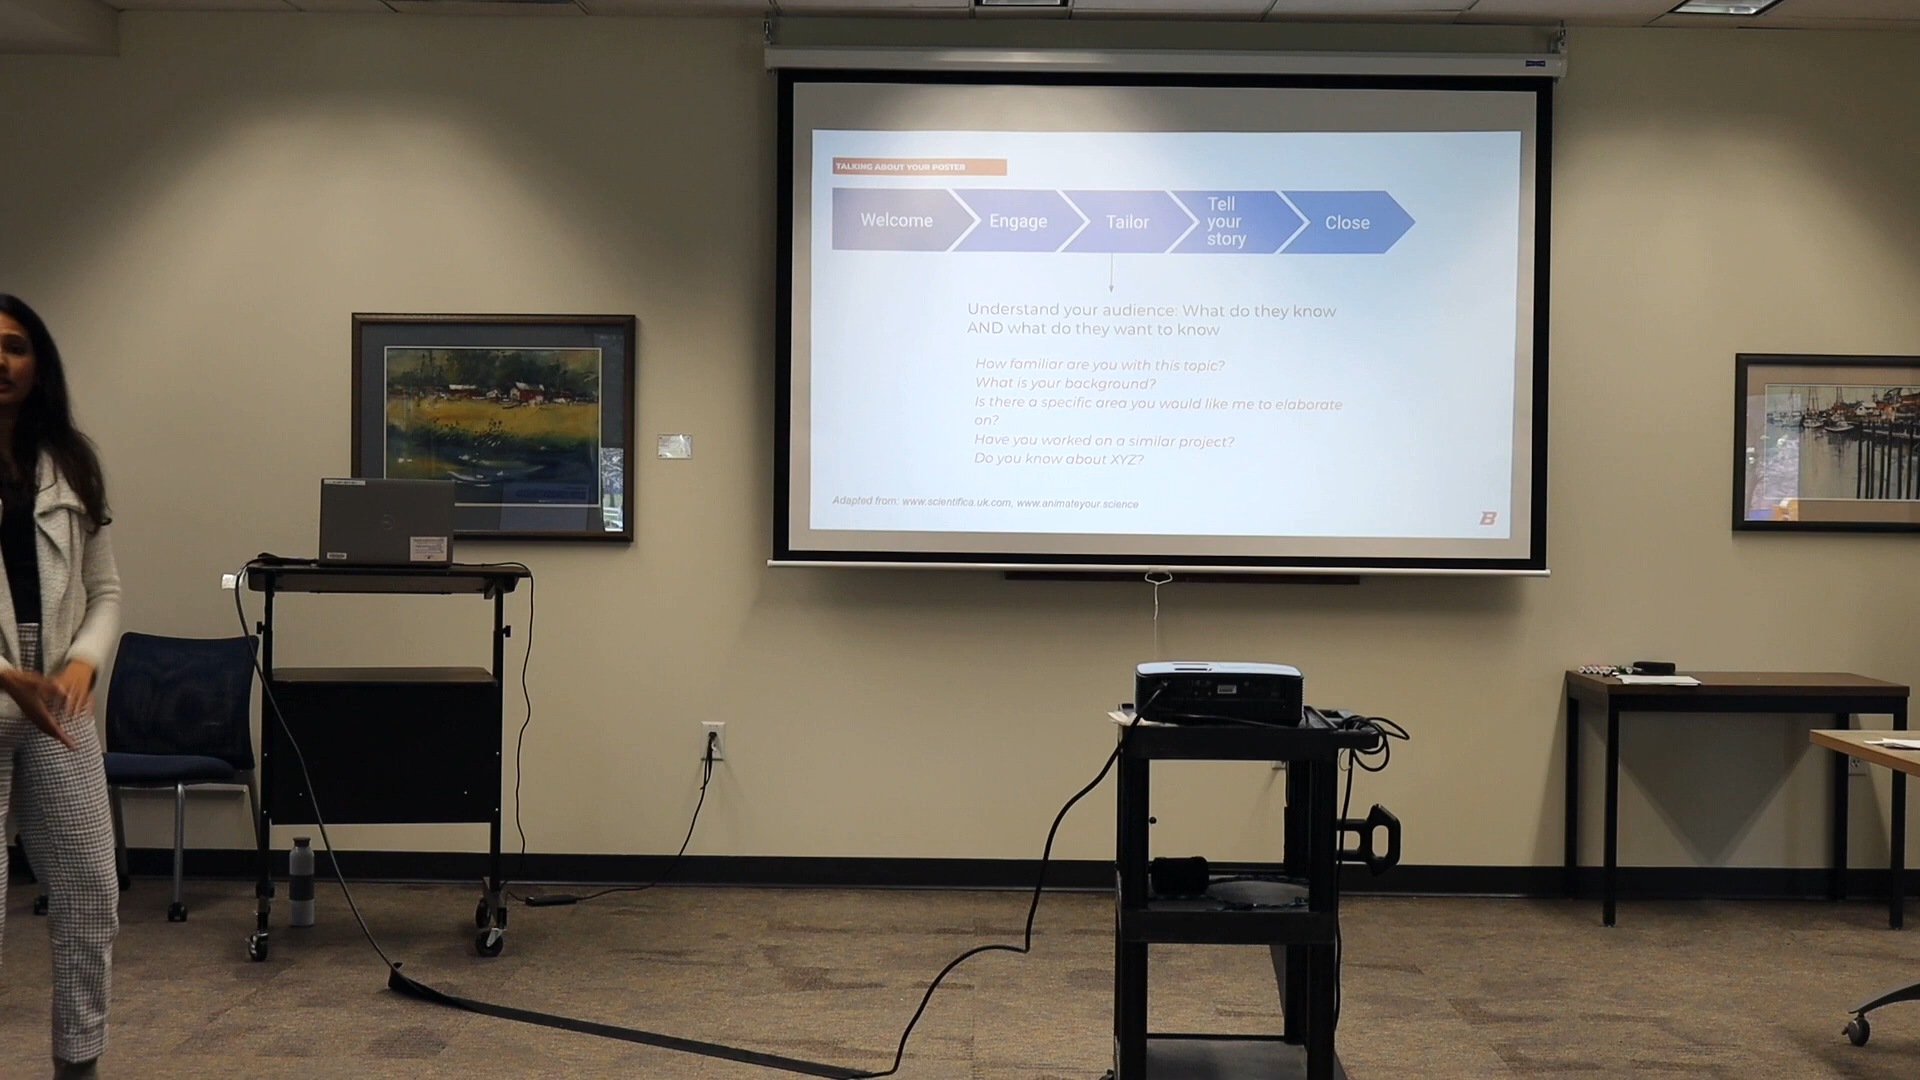 TALKING ABOUT YOUR POSTER
Welcome
Engage
Tailor
Tell
your
story
Close
Understand your audience: What do they know
AND what do they want to know
How familiar are you with this topic?
What is your background?
Is there a specific area you would like me to elaborate
on?
Have you worked on a similar project?
Do you know about XYZ?
Adapted from: www.scientifica.uk.com, www.animateyour.science
B